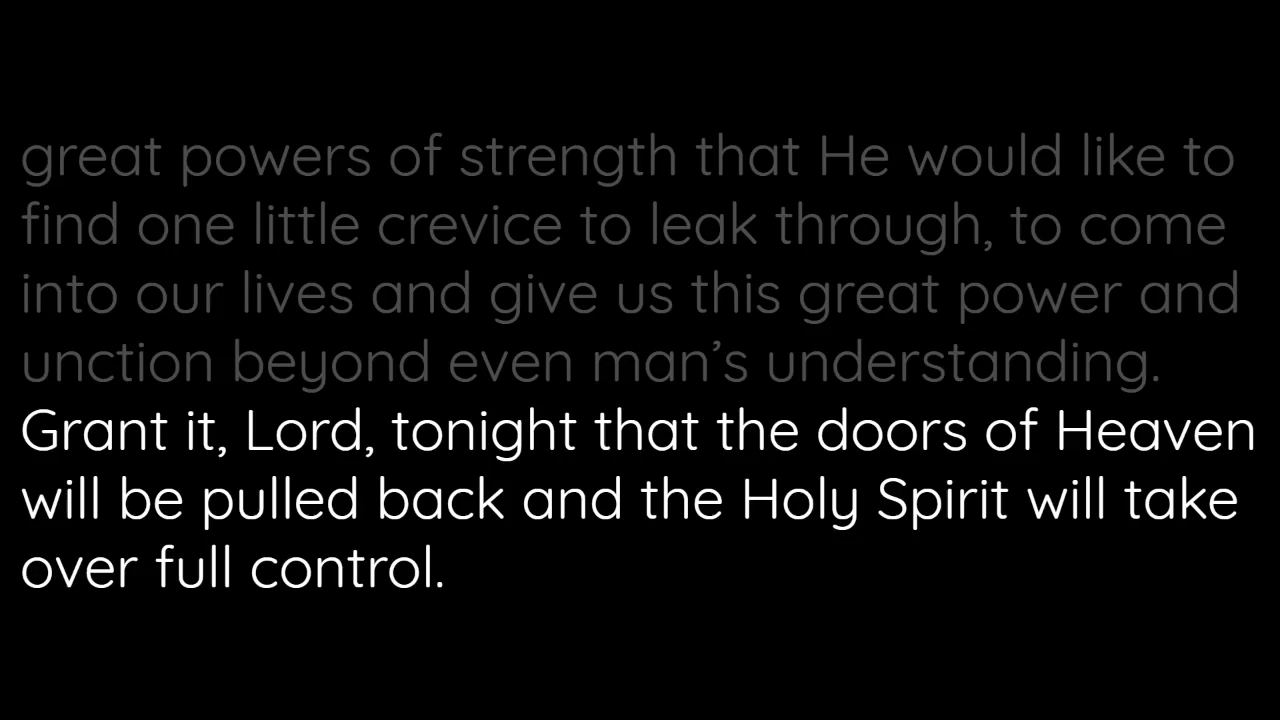 great powers of strength that He would like to
find one little crevice to leak through, to come
into our lives and give us this great power and
unction beyond even man’s understanding.
Grant it, Lord, tonight that the doors of Heaven
will be pulled back and the Holy Spirit will take
over full control.